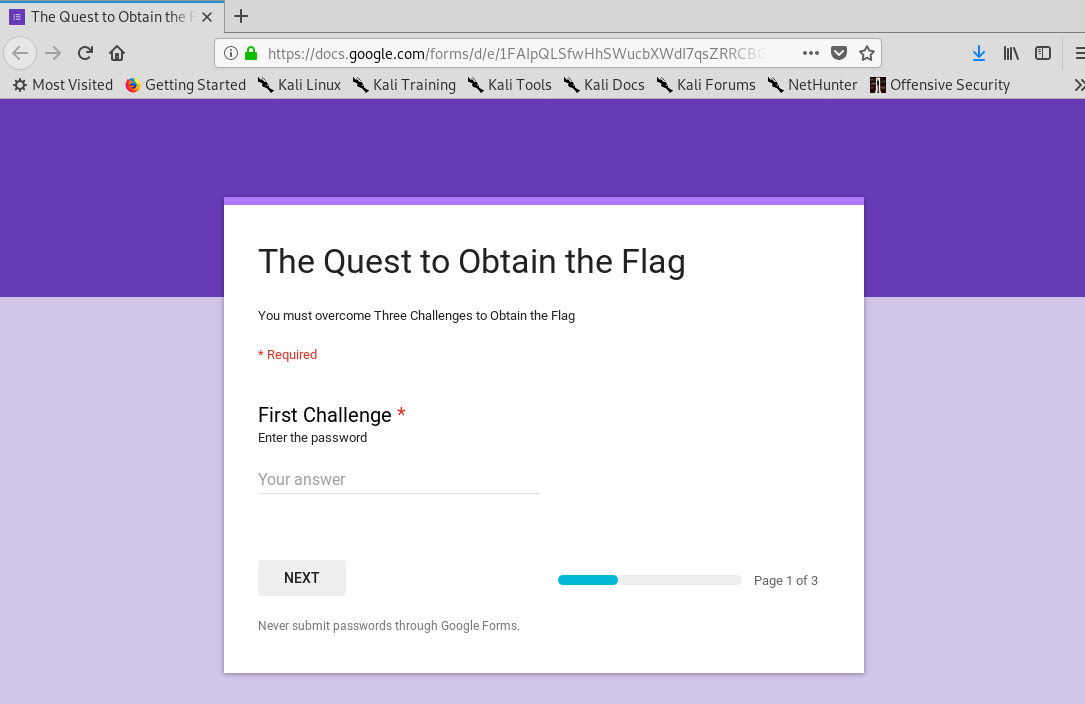 The Quest to Obtain the F
https://docs.google.com/forms/d/e/1FAIpQLSfwHhSWucbXWdI7qsZRRCBC
Most Visited Getting Started Kali Linux Kali Training Kali Tools Kali Docs Kali Forums NetHunter Offensive Security
The Quest to Obtain the Flag
You must overcome Three Challenges to Obtain the Flag
* Required
First Challenge *
Enter the password
Your answer
NEXT Page 1 of 3
Never submit passwords through Google Forms.